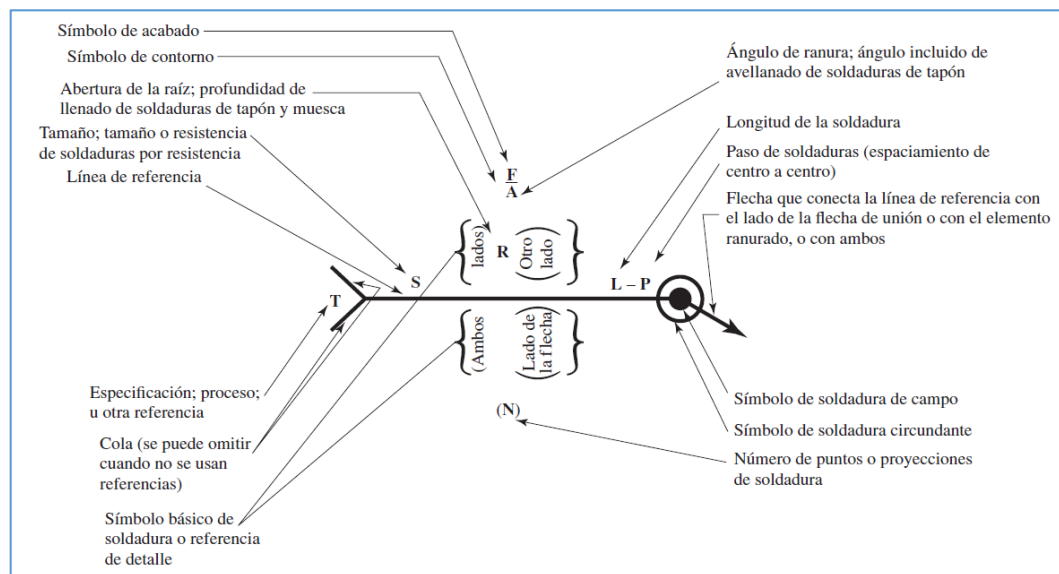 Símbolo de acabado
Símbolo de contorno
Abertura de la raíz; profundidad de
llenado de soldaduras de tapón y muesca
Tamaño; tamaño o resistencia
de soldaduras por resistencia
Línea de referencia
Ángulo de ranura; ángulo incluido de
avellanado de soldaduras de tapón
Longitud de la soldadura
Paso de soldaduras (espaciamiento de
centro a centro)
Flecha que conecta la línea de referencia con
el lado de la flecha de unión o con el elemento
ranurado, o con ambos
F
A
lados)
R
(Otro
lado)
S
L – P
T
(Ambos
(Lado de
la flecha)
(N)
Especificación; proceso;
u otra referencia
Cola (se puede omitir
cuando no se usan
referencias)
Símbolo básico de
soldadura o referencia
de detalle
Símbolo de soldadura de campo
Símbolo de soldadura circundante
Número de puntos o proyecciones
de soldadura